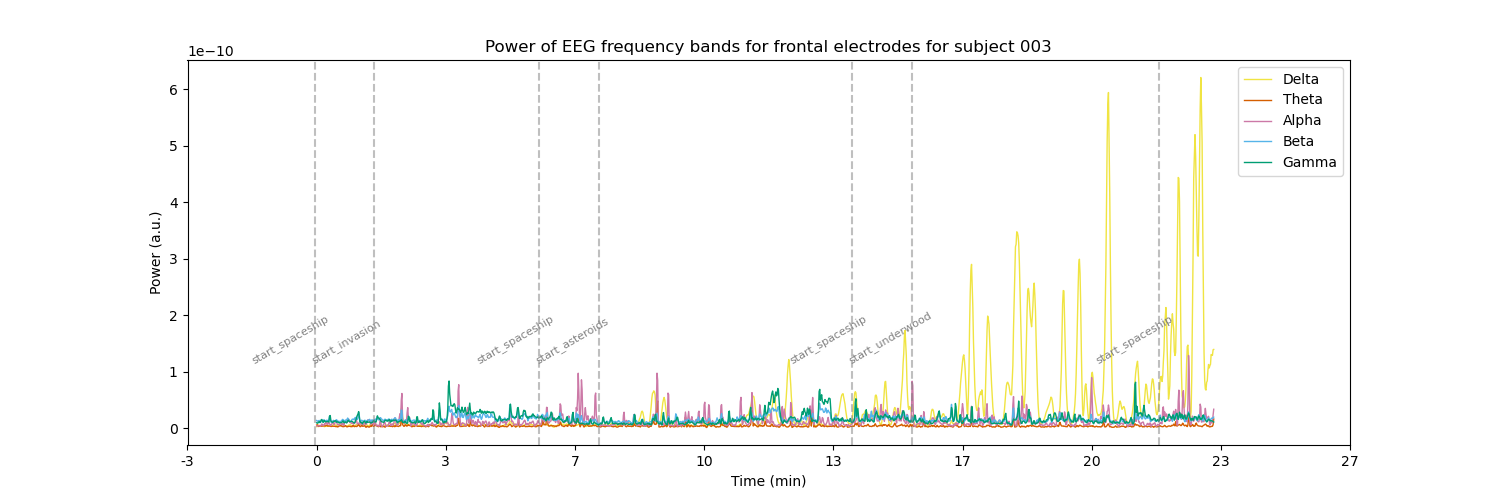 Power of EEG frequency bands for frontal electrodes for subject 003
1e−10
Delta
Theta
Alpha
Beta
Gamma
6
5
4
3
2
1
0
Power (a.u.)
start_spaceship
start_invasion
start_spaceship
start_asteroids
start_spaceship
start_underwood
start_spaceship
-3
0
3
7
10
13
17
20
23
27
Time (min)